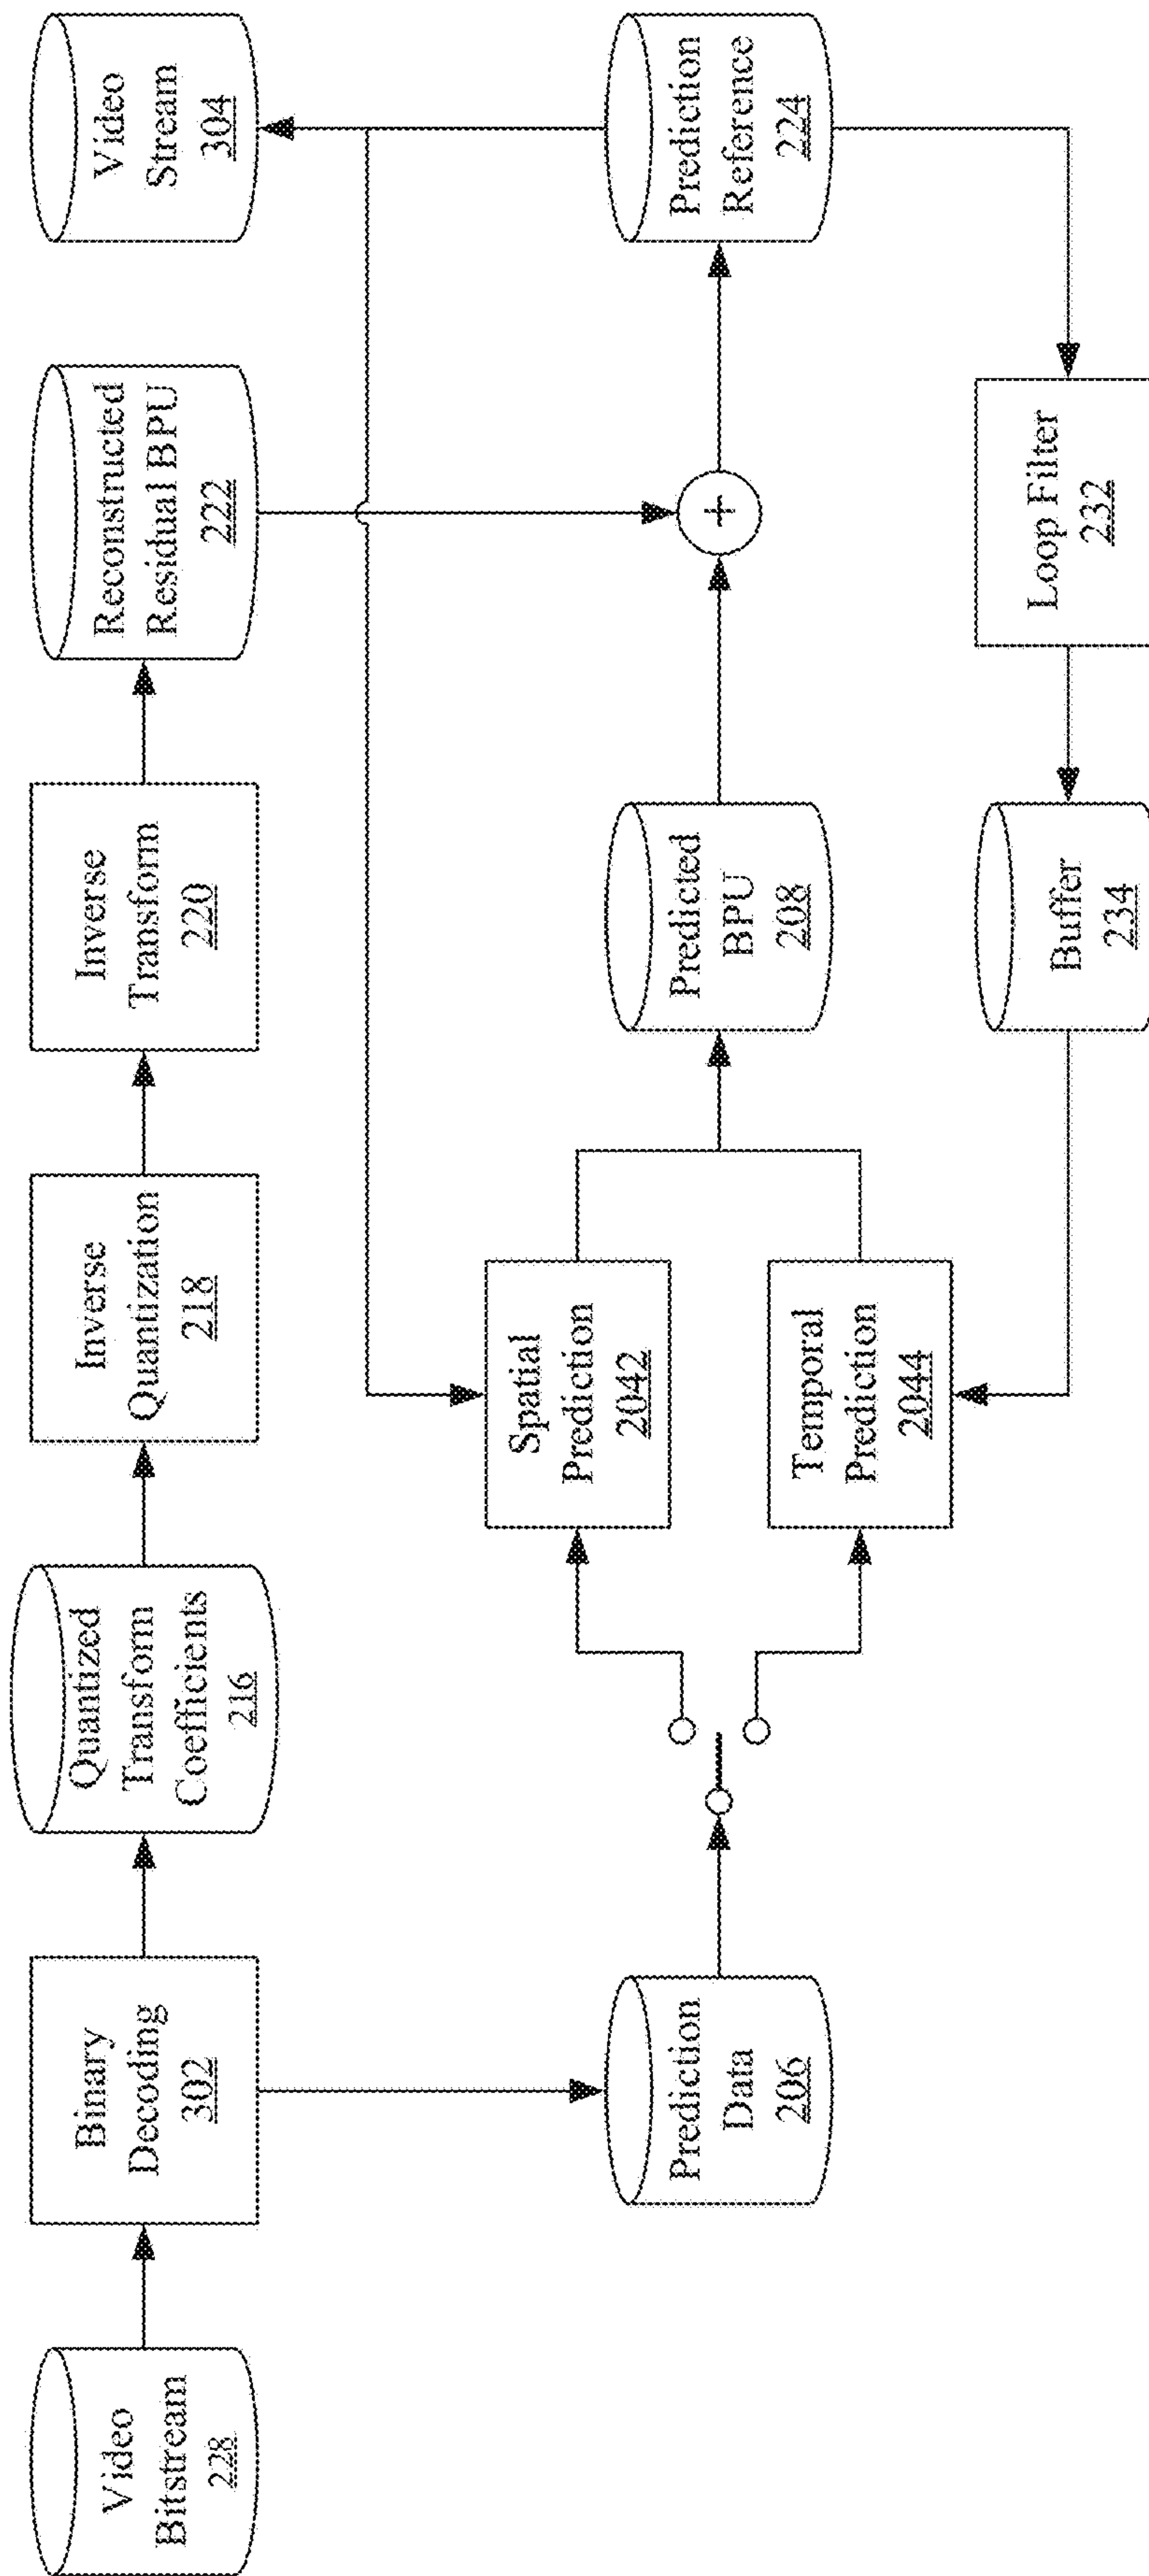 Video
Bitstream
228
Binary
Decoding
302
Quantized
Transform
Coefficients
216
Inverse
Quantization
218
Inverse
Transform
220
Reconstructed
Residual BPU
222
Video
Stream
304
Prediction
Data
206
Spatial
Prediction
2042
Temporal
Prediction
2044
Predicted
BPU
208
+
Prediction
Reference
224
Buffer
234
Loop Filter
232